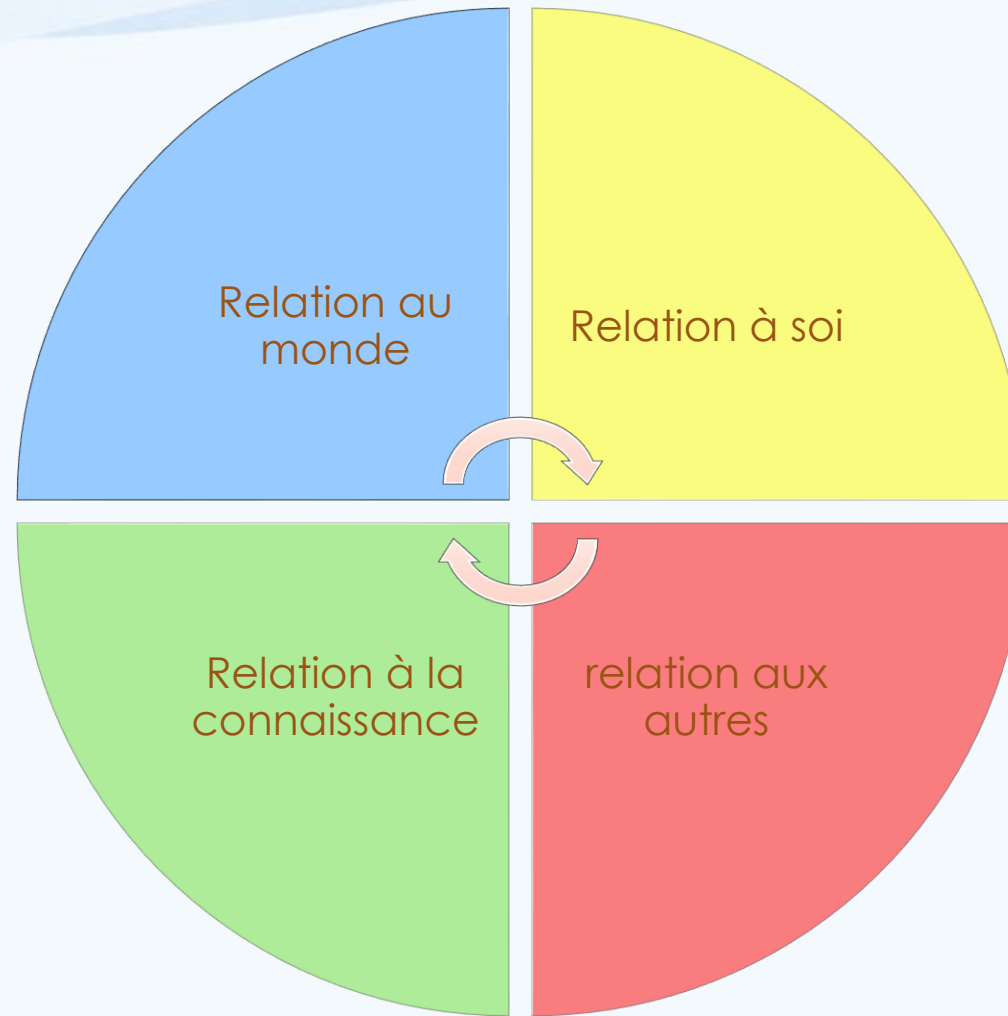 Relation au
monde
Relation à soi
Relation à la
connaissance
relation aux
autres